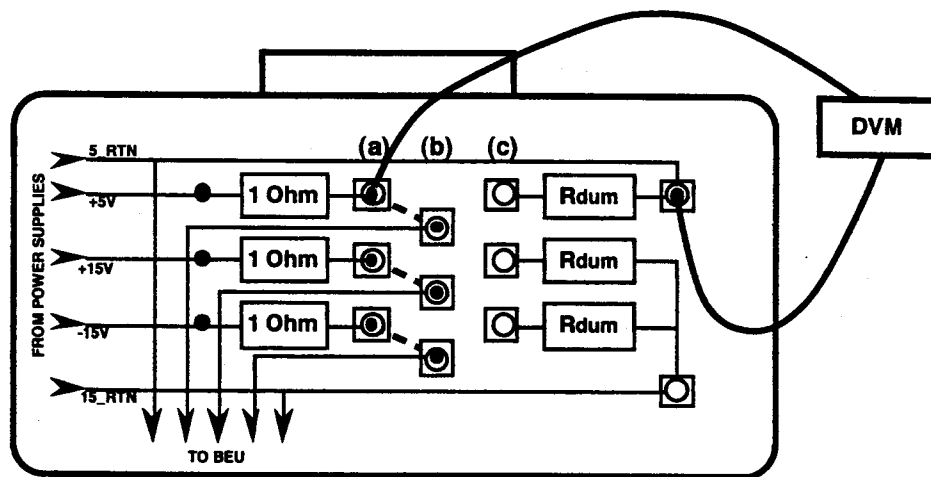 DVM
(a) (b) (c)
5_RTN
+5V
1 Ohm
Rdum
+15V
1 Ohm
Rdum
-15V
1 Ohm
Rdum
15_RTN
FROM POWER SUPPLIES
TO BEU